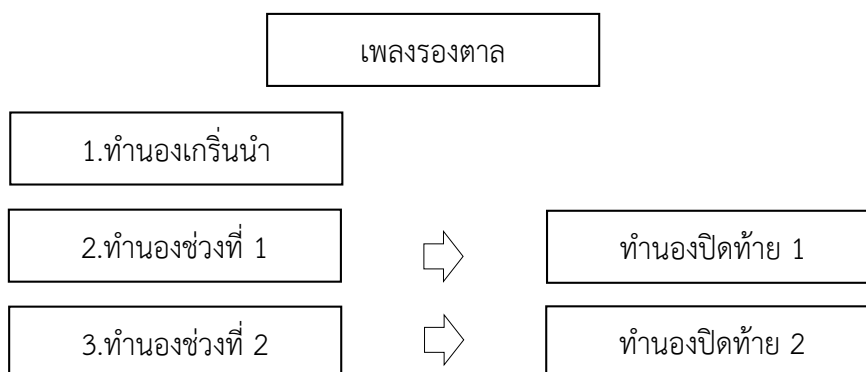 เพลงรองตาล
1.ทำนองเกริ่นนำ
2.ทำนองช่วงที่ 1
ทำนองปิดท้าย 1
3.ทำนองช่วงที่ 2
ทำนองปิดท้าย 2